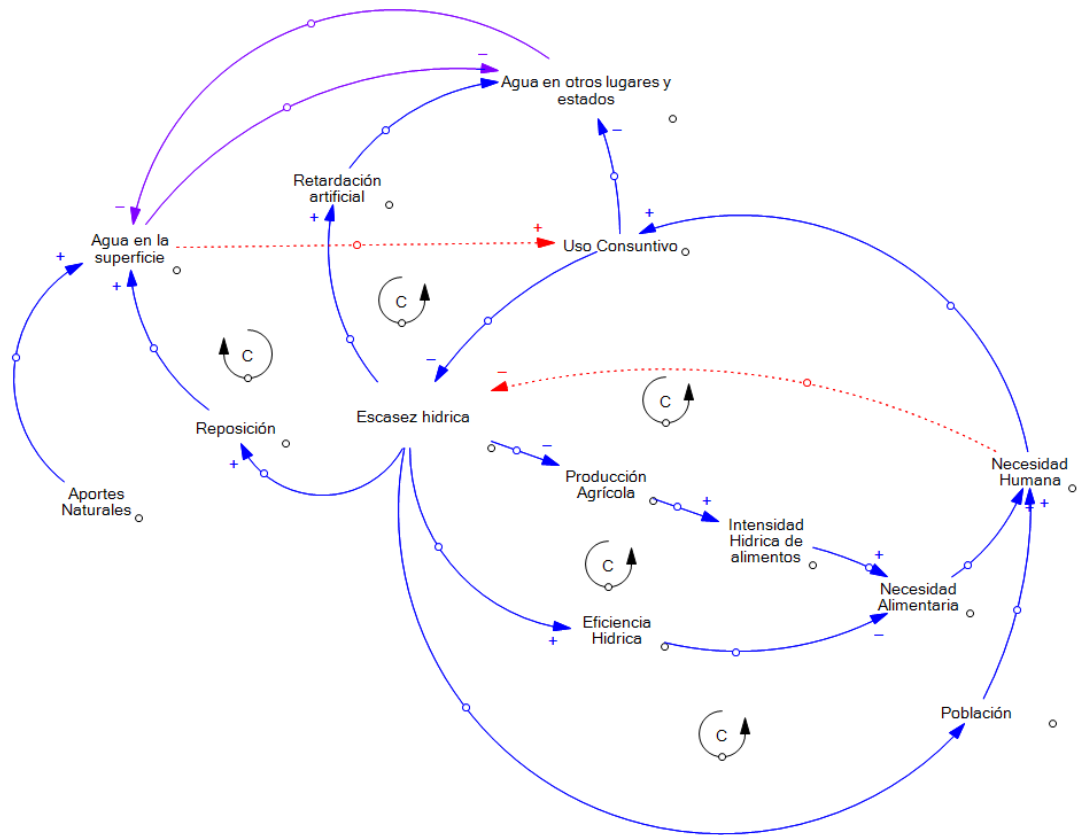 Agua en otros lugares y
estados
−
−
Retardación
artificial
+
−
+
Agua en la
superficie
+
+
+
Uso Consuntivo
+
C
C
−
−
C
Escasez hidrica
Reposición
+
−
Producción
Agrícola
+
Necesidad
Humana
+
+
Aportes
Naturales
Intensidad
Hidrica de
alimentos
+
C
Necesidad
Alimentaria
−
Eficiencia
Hidrica
+
Población
C